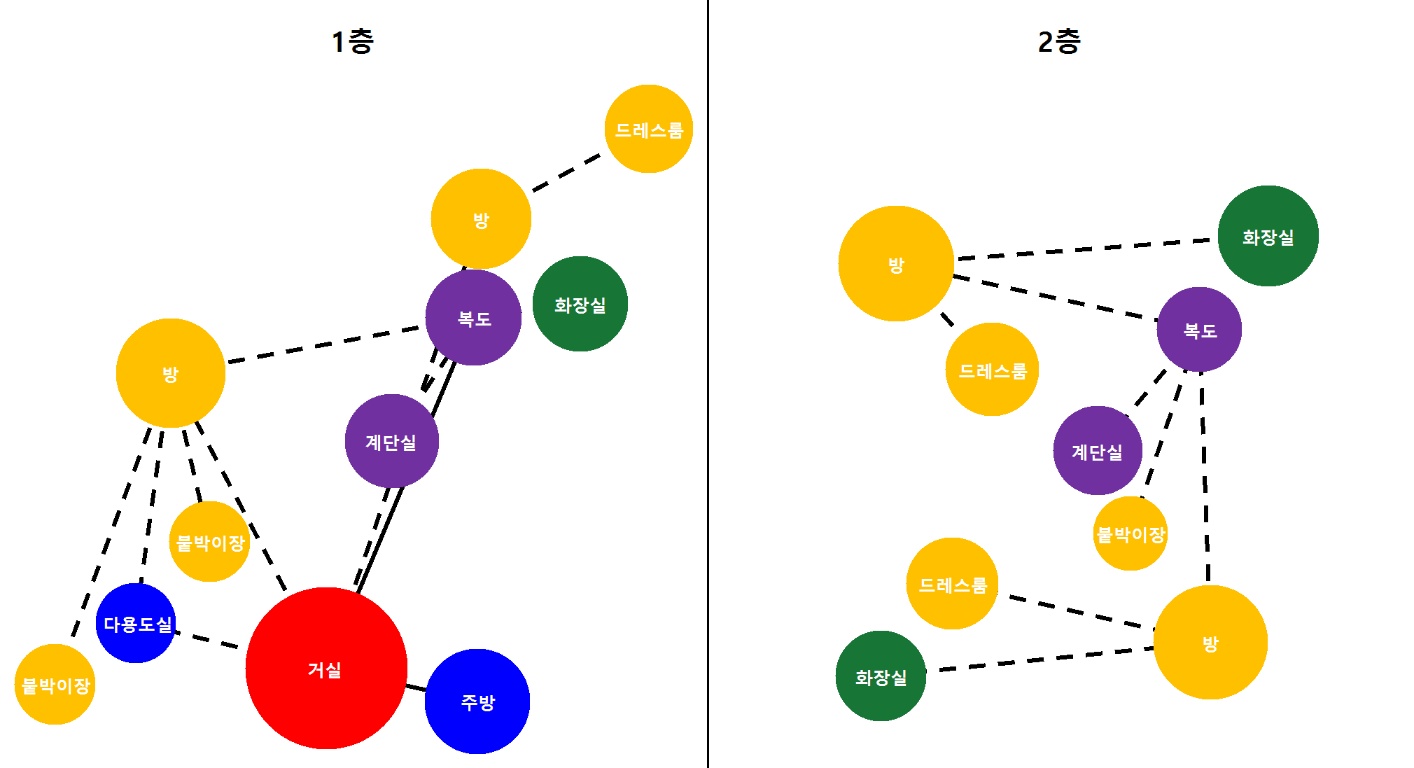 1층
드레스룸
방
화장실
복도
방
계단실
붙박이장
다용도실
거실
붙박이장
주방
2층
화장실
방
복도
드레스룸
계단실
붙박이장
드레스룸
방
화장실